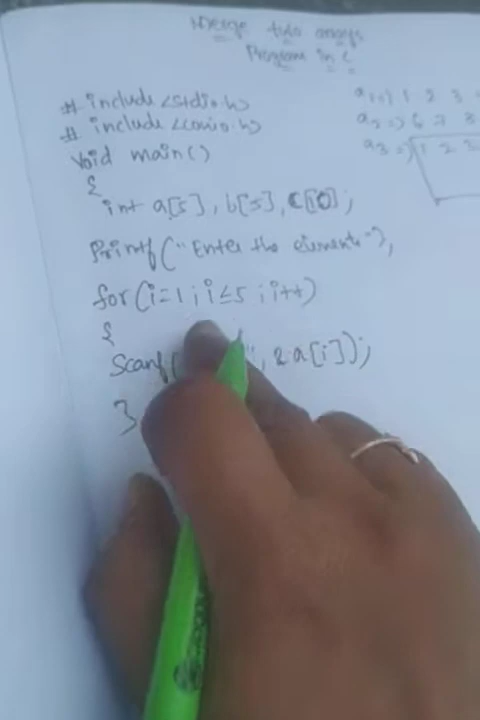 Merge two arrays
Program in C
# include <stdio.h>
# include <conio.h>
void main()
{
int a[5], b[5], c[10];
Printf("Enter the elements");
for(i=1; i≤5; i++)
{
Scanf( ", &a[i]);
}
a1=) 1 2 3
a2=) 6 7 8
a3=) 1 2 3